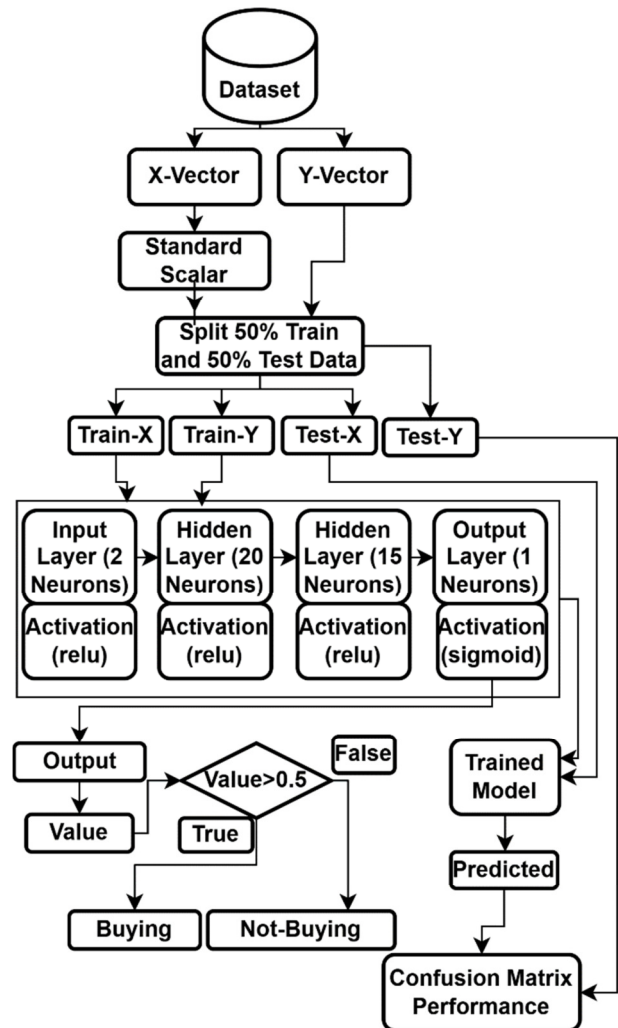 Dataset
X-Vector
Y-Vector
Standard
Scalar
Split 50% Train
and 50% Test Data
Train-X
Train-Y
Test-X
Test-Y
Input
Layer (2
Neurons)
Activation
(relu)
Hidden
Layer (20
Neurons)
Activation
(relu)
Hidden
Layer (15
Neurons)
Activation
(relu)
Output
Layer (1
Neurons)
Activation
(sigmoid)
Output
Value
Value>0.5
False
True
Buying
Not-Buying
Trained
Model
Predicted
Confusion Matrix
Performance